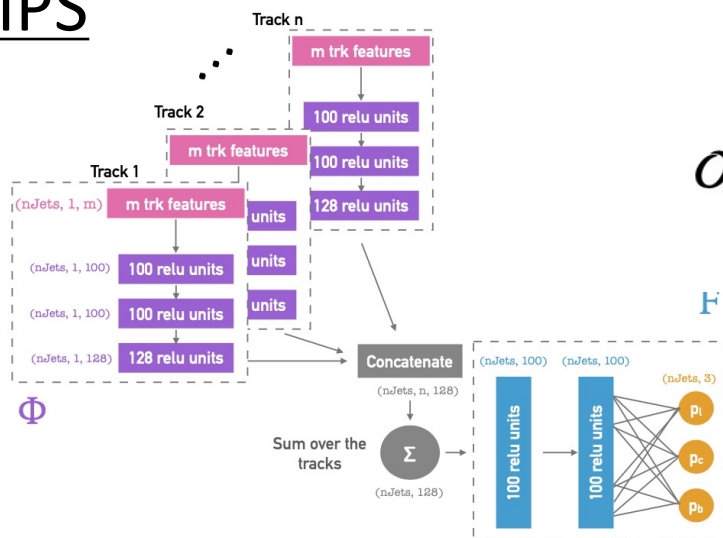 IPS
Track n
m trk features
100 relu units
100 relu units
128 relu units
Track 2
m trk features
units
units
units
Track 1
(nJets, 1, m)
m trk features
(nJets, 1, 100)
100 relu units
(nJets, 1, 100)
100 relu units
(nJets, 1, 128)
128 relu units
Φ
Concatenate
(nJets, n, 128)
Sum over the
tracks
Σ
(nJets, 128)
F
(nJets, 100)
(nJets, 100)
100 relu units
100 relu units
(nJets, 3)
pl
pc
pb